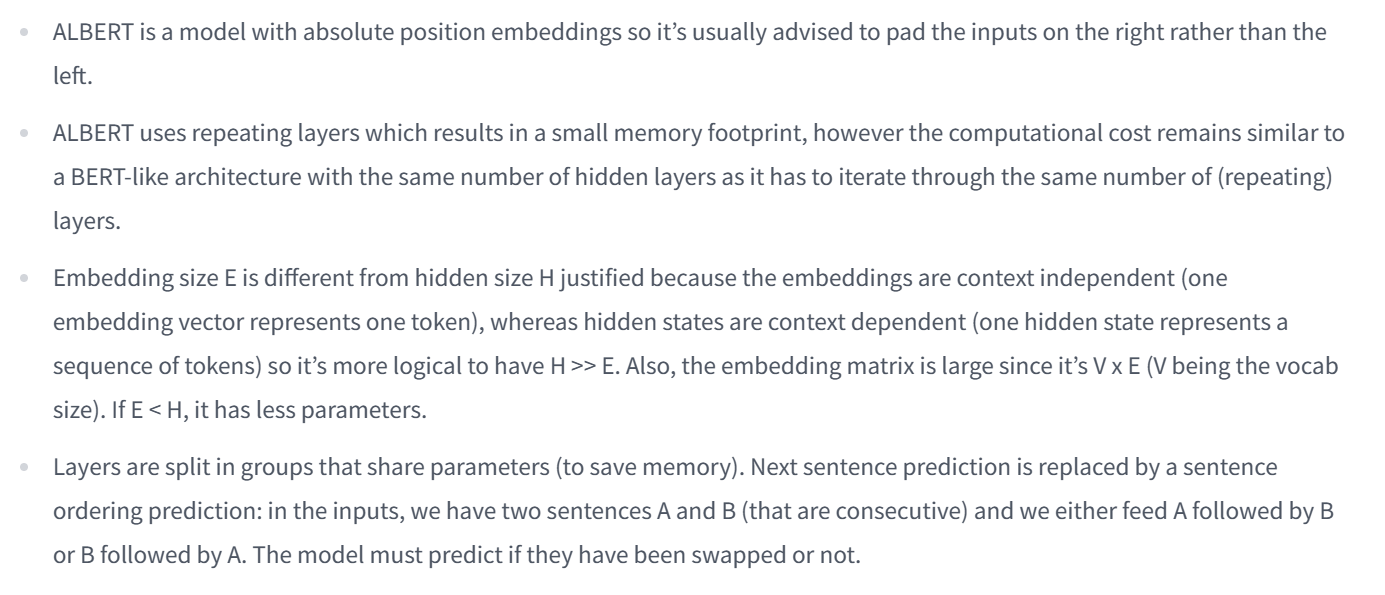 • ALBERT is a model with absolute position embeddings so it’s usually advised to pad the inputs on the right rather than the
left.
• ALBERT uses repeating layers which results in a small memory footprint, however the computational cost remains similar to
a BERT-like architecture with the same number of hidden layers as it has to iterate through the same number of (repeating)
layers.
• Embedding size E is different from hidden size H justified because the embeddings are context independent (one
embedding vector represents one token), whereas hidden states are context dependent (one hidden state represents a
sequence of tokens) so it’s more logical to have H >> E. Also, the embedding matrix is large since it’s V x E (V being the vocab
size). If E < H, it has less parameters.
• Layers are split in groups that share parameters (to save memory). Next sentence prediction is replaced by a sentence
ordering prediction: in the inputs, we have two sentences A and B (that are consecutive) and we either feed A followed by B
or B followed by A. The model must predict if they have been swapped or not.